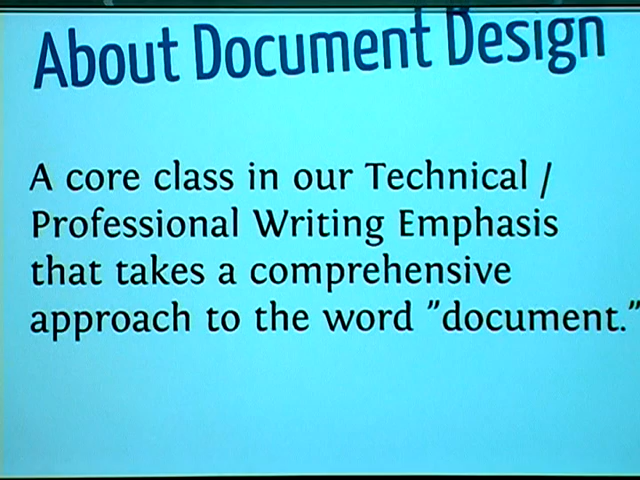 About Document Design
A core class in our Technical /
Professional Writing Emphasis
that takes a comprehensive
approach to the word "document."